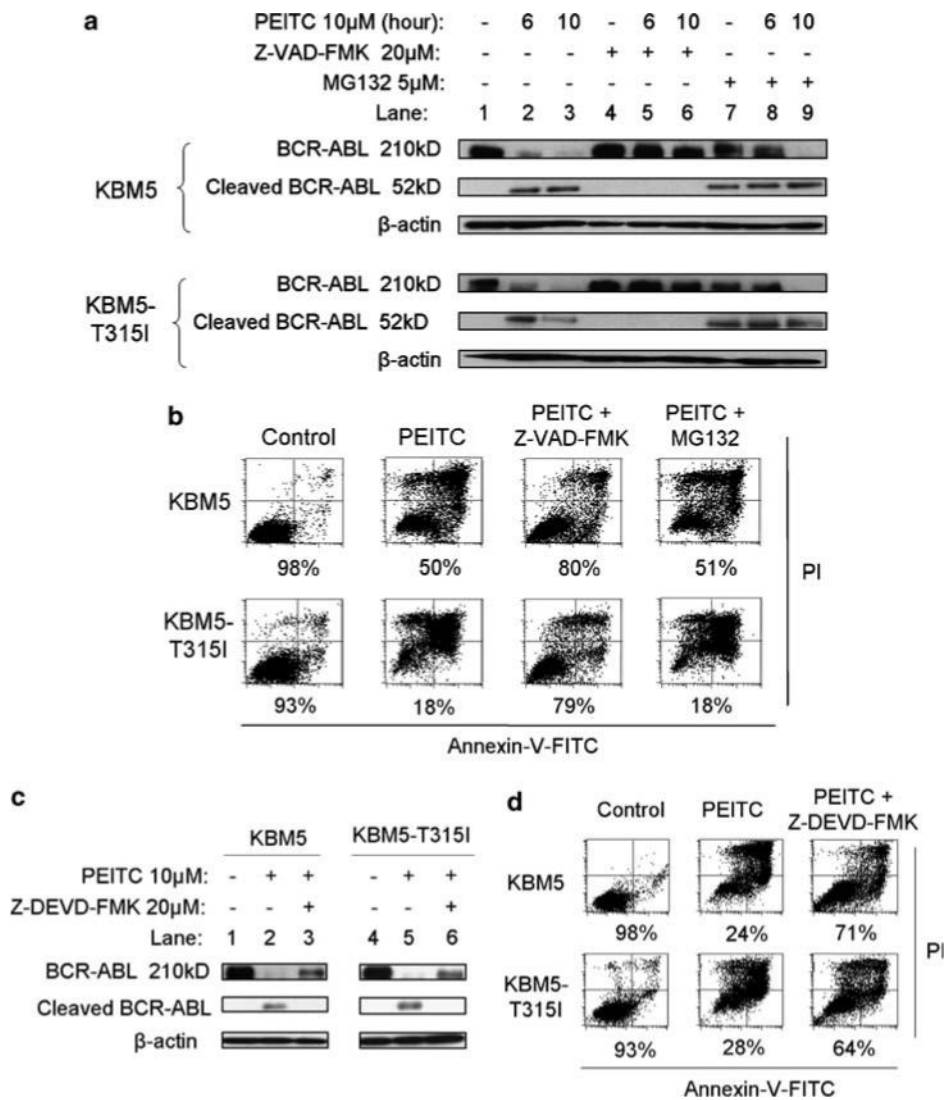 a
PEITC 10μM (hour): - 6 10 - 6 10 - 6 10
Z-VAD-FMK 20μM: - - - + + + - - -
MG132 5μM: - - - - - - + + +
Lane: 1 2 3 4 5 6 7 8 9
KBM5
BCR-ABL 210kD
Cleaved BCR-ABL 52kD
β-actin
KBM5-
T315I
BCR-ABL 210kD
Cleaved BCR-ABL 52kD
β-actin
b
Control PEITC PEITC + Z-VAD-FMK PEITC + MG132
KBM5
98% 50% 80% 51%
KBM5-
T315I
93% 18% 79% 18%
PI
Annexin-V-FITC
c
KBM5 KBM5-T315I
PEITC 10μM: - + + - + +
Z-DEVD-FMK 20μM: - - + - - +
Lane: 1 2 3 4 5 6
BCR-ABL 210kD
Cleaved BCR-ABL
β-actin
d
Control PEITC PEITC + Z-DEVD-FMK
KBM5
98% 24% 71%
KBM5-
T315I
93% 28% 64%
PI
Annexin-V-FITC